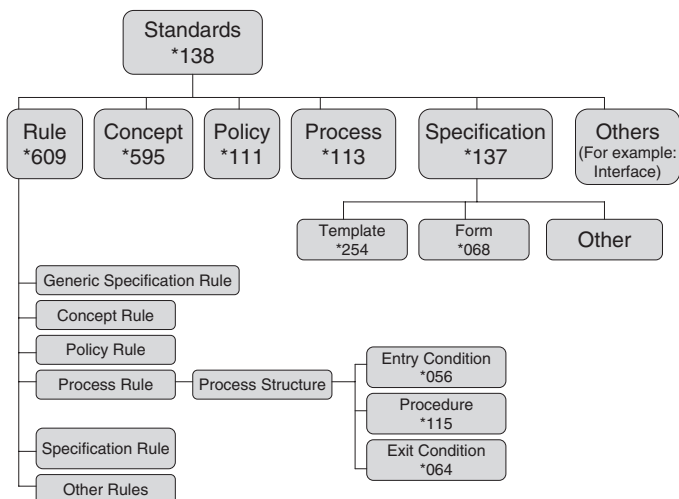 Standards
*138
Rule
*609
Concept
*595
Policy
*111
Process
*113
Specification
*137
Others
(For example:
Interface)
Template
*254
Form
*068
Other
Generic Specification Rule
Concept Rule
Policy Rule
Process Rule
Process Structure
Entry Condition
*056
Procedure
*115
Exit Condition
*064
Specification Rule
Other Rules